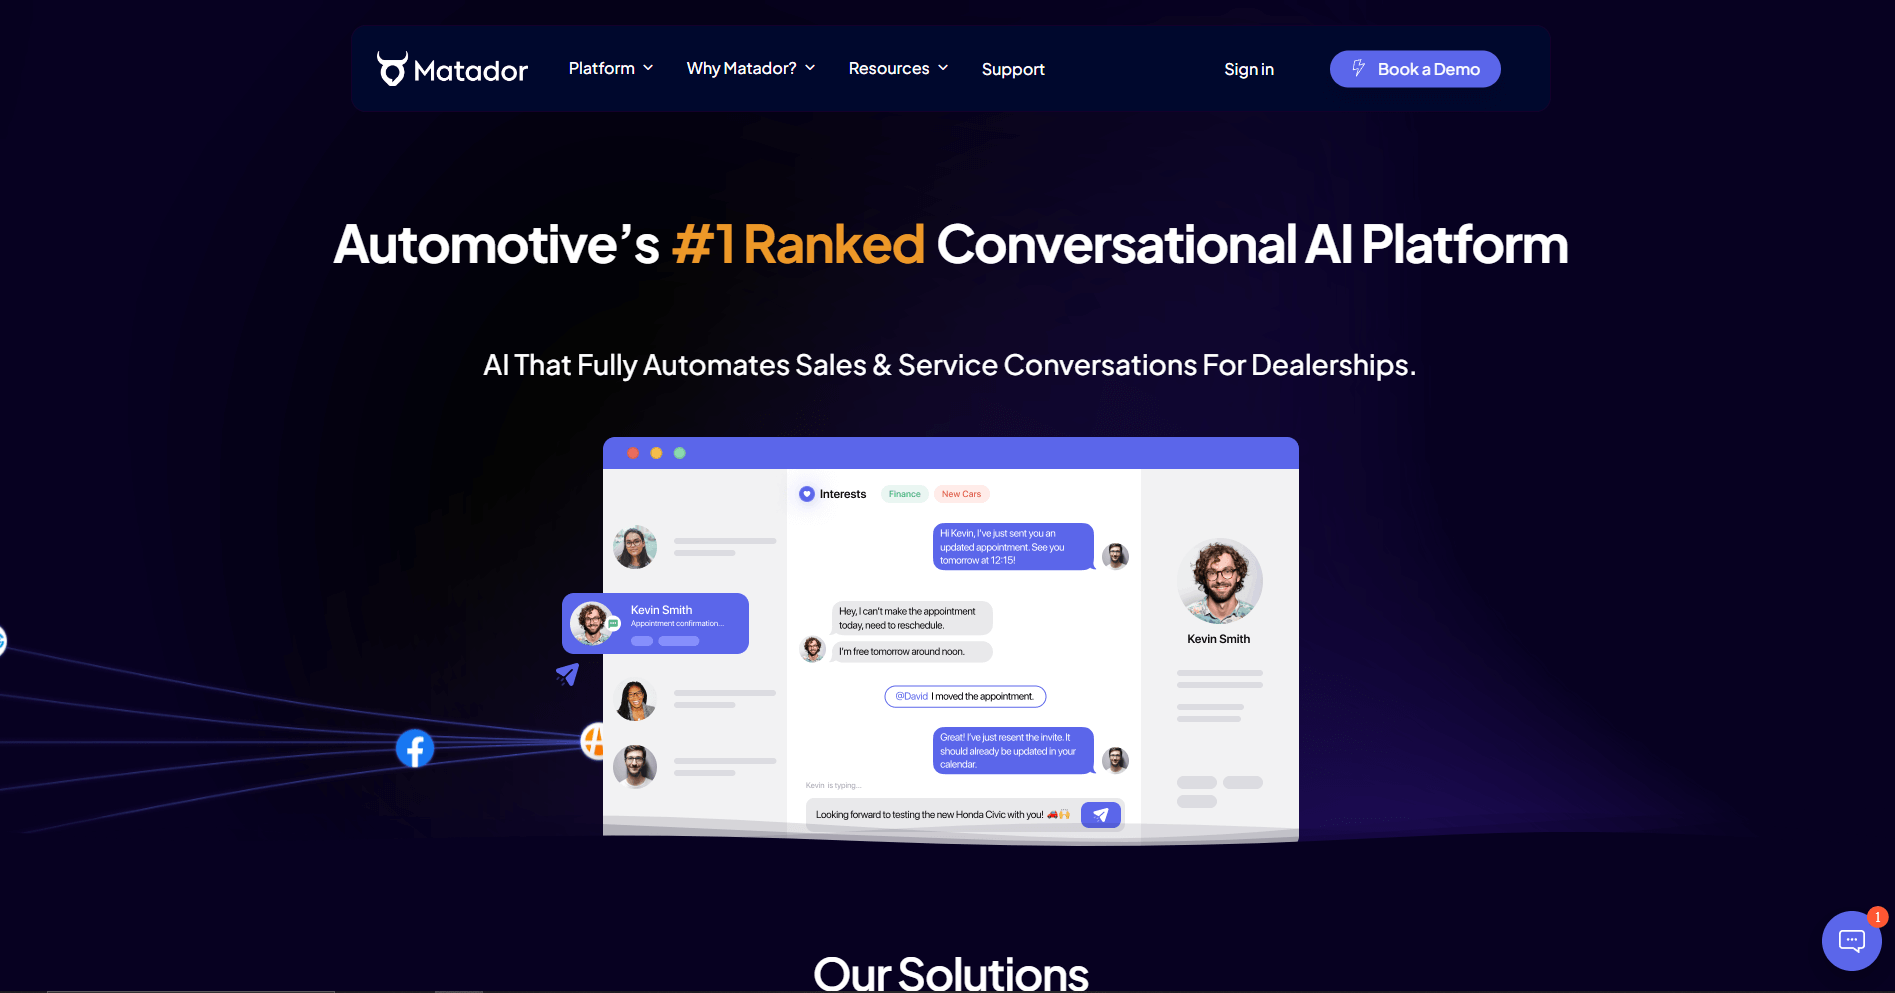 Matador
Platform
Why Matador?
Resources
Support
Sign in
Book a Demo
Automotive’s #1 Ranked Conversational AI Platform
AI That Fully Automates Sales & Service Conversations For Dealerships.
Interests
Finance
New Cars
Hi Kevin, I’ve just sent you an
updated appointment. See you
tomorrow at 12:15!
Kevin Smith
Appointment confirmation...
Hey, I can’t make the appointment
today, need to reschedule.
I’m free tomorrow around noon.
Kevin Smith
@David I moved the appointment.
Great! I’ve just resent the invite. It
should already be updated in your
calendar.
Kevin is typing...
Looking forward to testing the new Honda Civic with you! 🚗🙌
1
Our Solutions